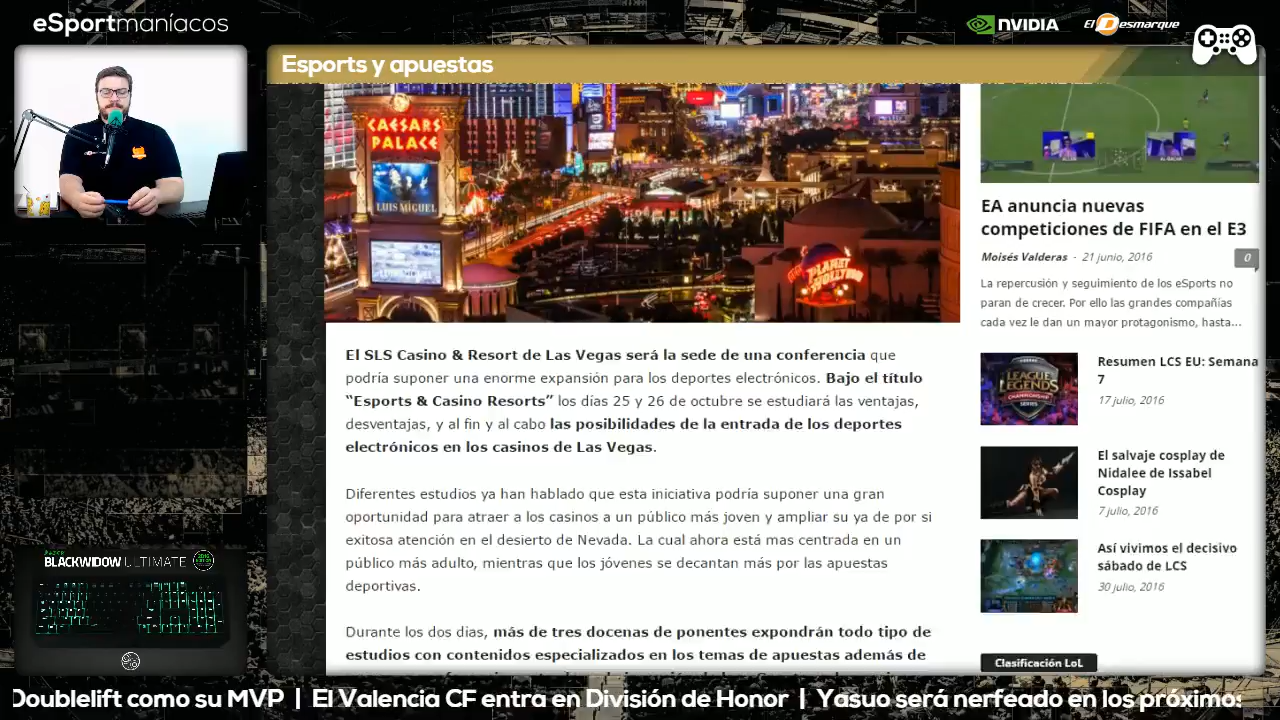 eSportmaníacos
NVIDIA
El Desmarque
Esports y apuestas
CAESARS
PALACE
LUIS MIGUEL
PLANET
HOLLYWOOD
El SLS Casino & Resort de Las Vegas será la sede de una conferencia que
podría suponer una enorme expansión para los deportes electrónicos. Bajo el título
“Esports & Casino Resorts” los días 25 y 26 de octubre se estudiará las ventajas,
desventajas, y al fin y al cabo las posibilidades de la entrada de los deportes
electrónicos en los casinos de Las Vegas.
Diferentes estudios ya han hablado que esta iniciativa podría suponer una gran
oportunidad para atraer a los casinos a un público más joven y ampliar su ya de por si
exitosa atención en el desierto de Nevada. La cual ahora está mas centrada en un
público más adulto, mientras que los jóvenes se decantan más por las apuestas
deportivas.
Durante los dos dias, más de tres docenas de ponentes expondrán todo tipo de
estudios con contenidos especializados en los temas de apuestas además de
EA anuncia nuevas
competiciones de FIFA en el E3
Moisés Valderas - 21 junio, 2016
0
La repercusión y seguimiento de los eSports no
paran de crecer. Por ello las grandes compañías
cada vez le dan un mayor protagonismo, hasta...
LEAGUE
LEGENDS
Resumen LCS EU: Semana
7
17 julio, 2016
El salvaje cosplay de
Nidalee de Issabel
Cosplay
7 julio, 2016
Así vivimos el decisivo
sábado de LCS
30 julio, 2016
Clasificación LoL
RAZER
BLACKWIDOW ULTIMATE
Doublelift como su MVP | El Valencia CF entra en División de Honor | Yasuo será nerfeado en los próximos